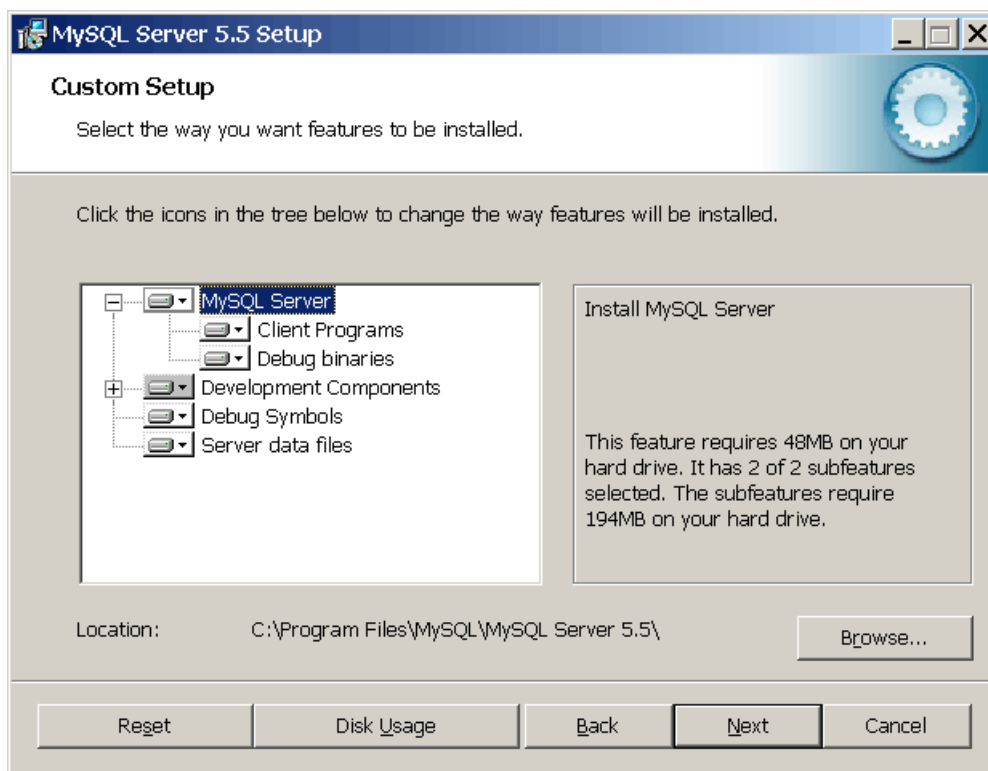 MySQL Server 5.5 Setup
Custom Setup
Select the way you want features to be installed.
Click the icons in the tree below to change the way features will be installed.
MySQL Server
Client Programs
Debug binaries
Development Components
Debug Symbols
Server data files
Install MySQL Server
This feature requires 48MB on your
hard drive. It has 2 of 2 subfeatures
selected. The subfeatures require
194MB on your hard drive.
Location: C:\Program Files\MySQL\MySQL Server 5.5\
Browse...
Reset Disk Usage Back Next Cancel